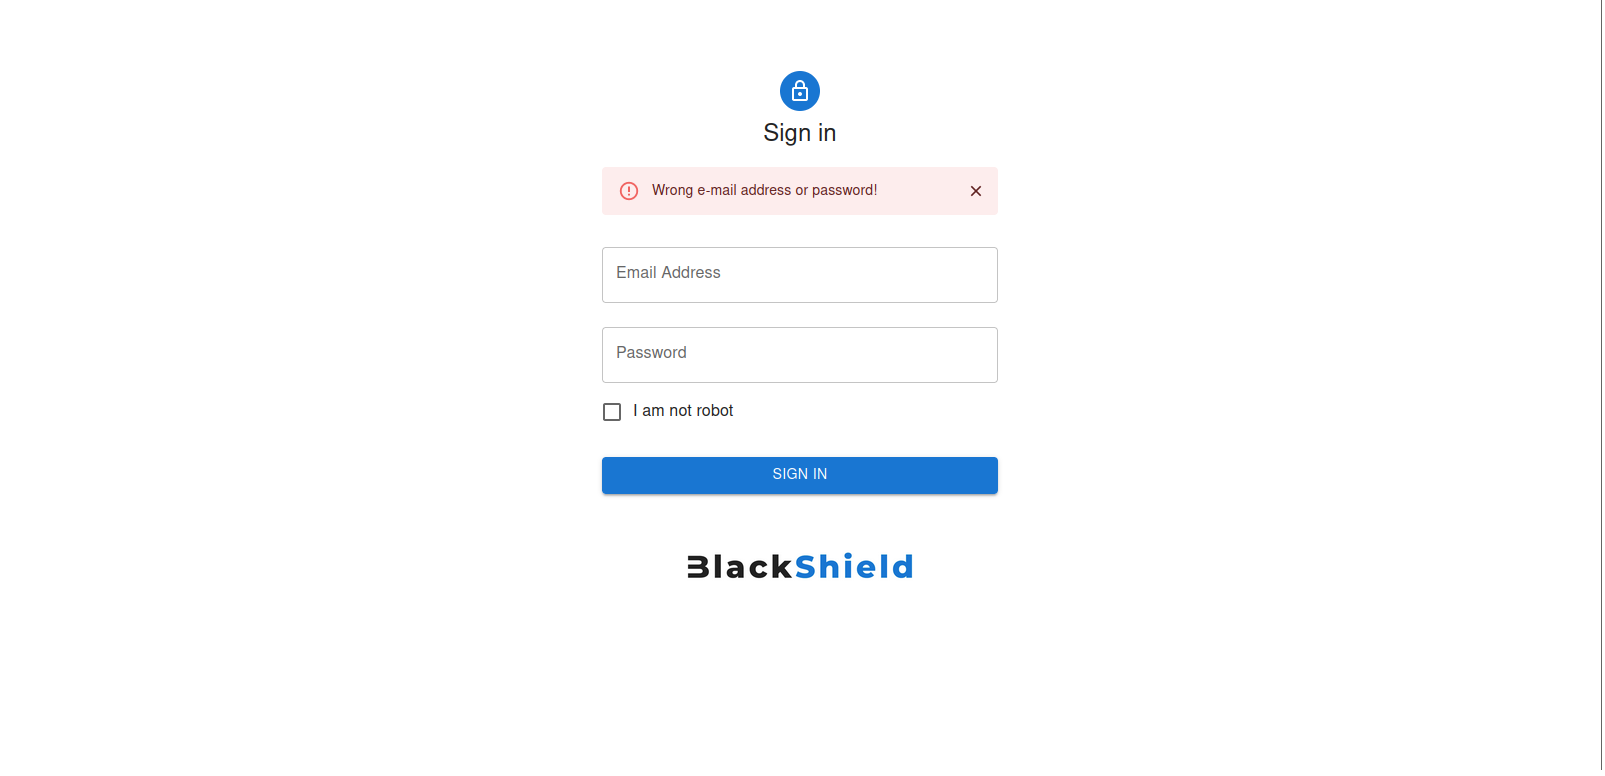 Sign in
Wrong e-mail address or password!
Email Address
Password
I am not robot
SIGN IN
BlackShield